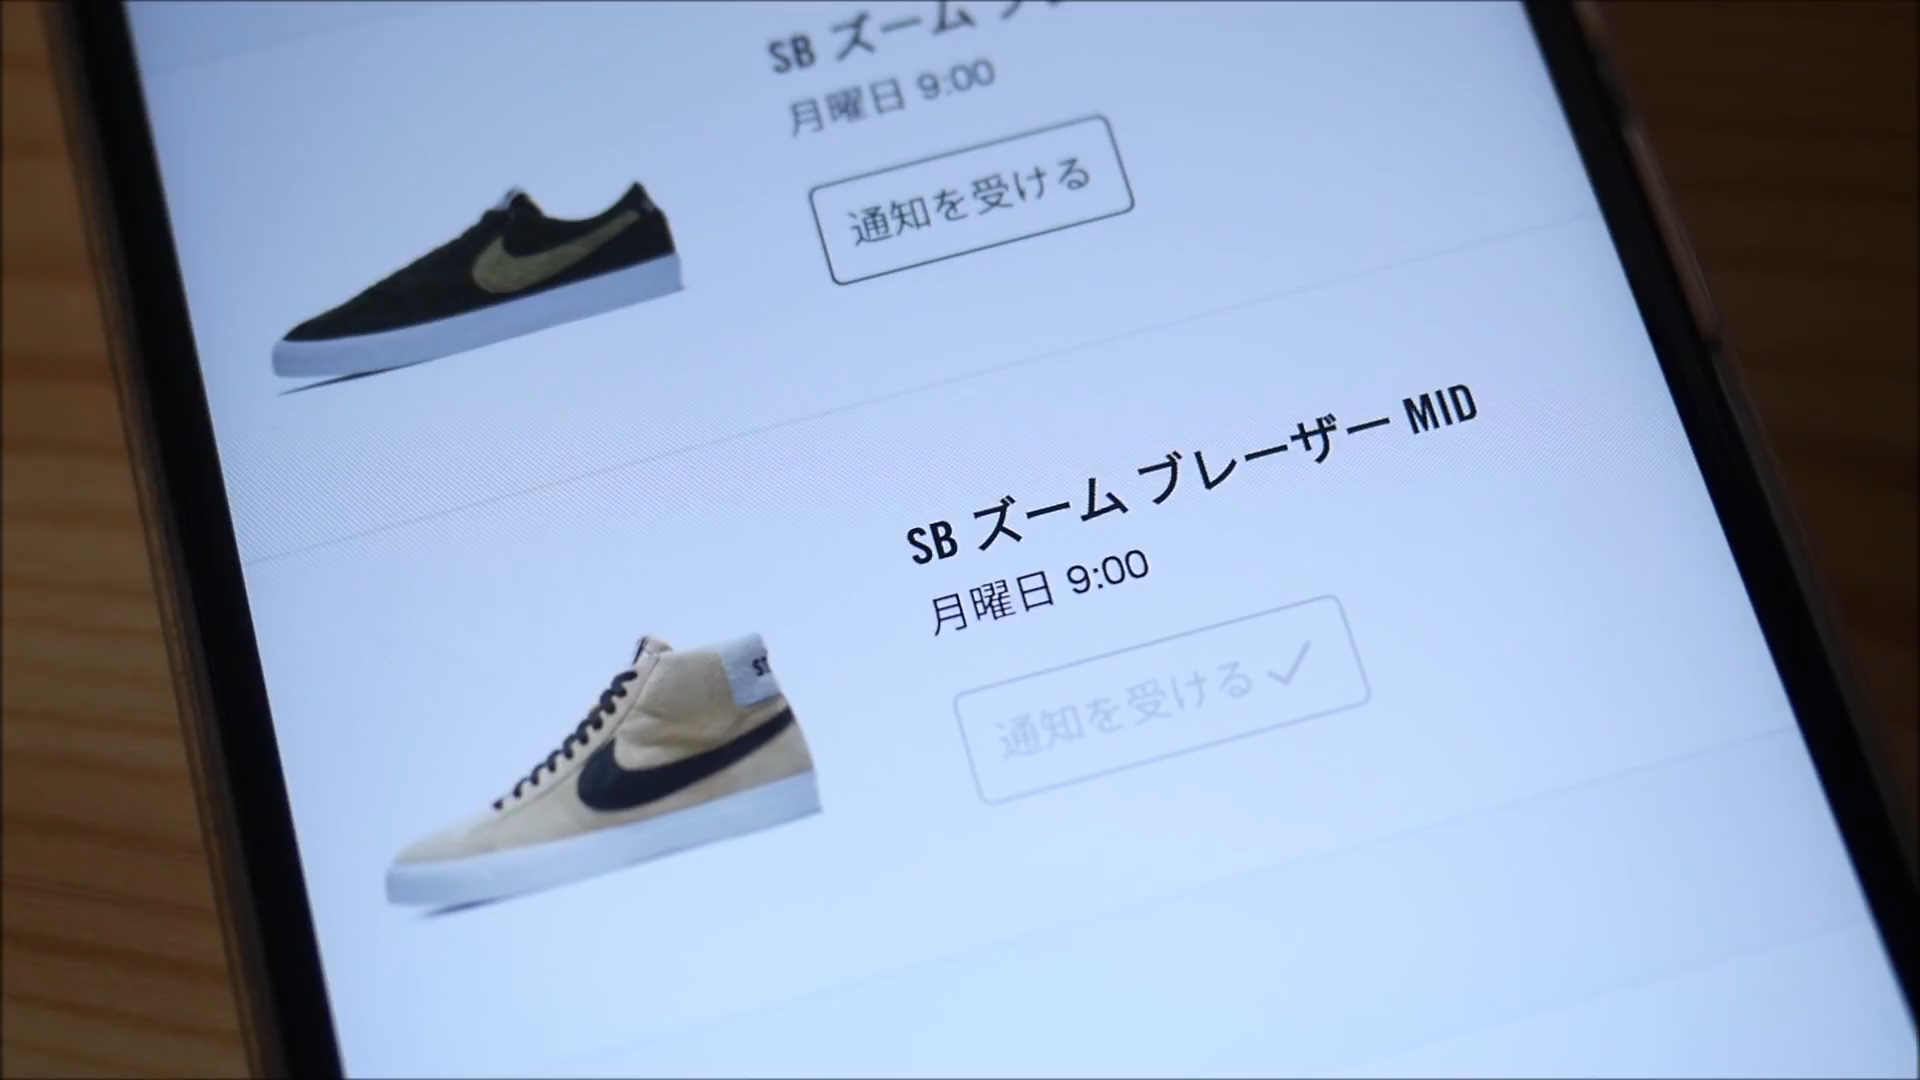 SB ズーム
月曜日 9:00
通知を受ける
SB ズーム ブレーザー MID
月曜日 9:00
通知を受ける ✓